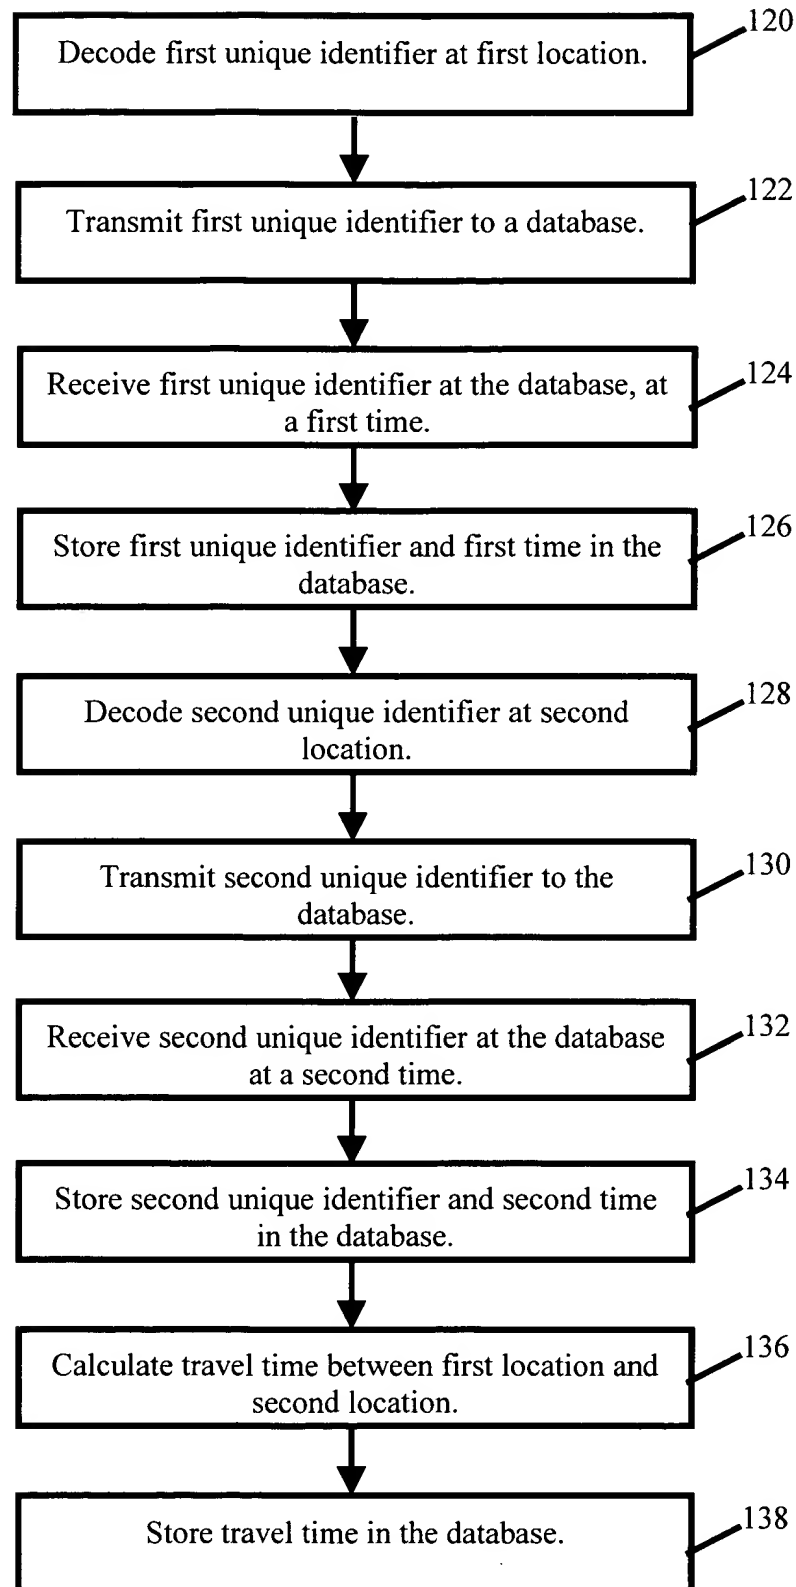 120
Decode first unique identifier at first location.
122
Transmit first unique identifier to a database.
124
Receive first unique identifier at the database, at
a first time.
126
Store first unique identifier and first time in the
database.
128
Decode second unique identifier at second
location.
130
Transmit second unique identifier to the
database.
132
Receive second unique identifier at the database
at a second time.
134
Store second unique identifier and second time
in the database.
136
Calculate travel time between first location and
second location.
138
Store travel time in the database.